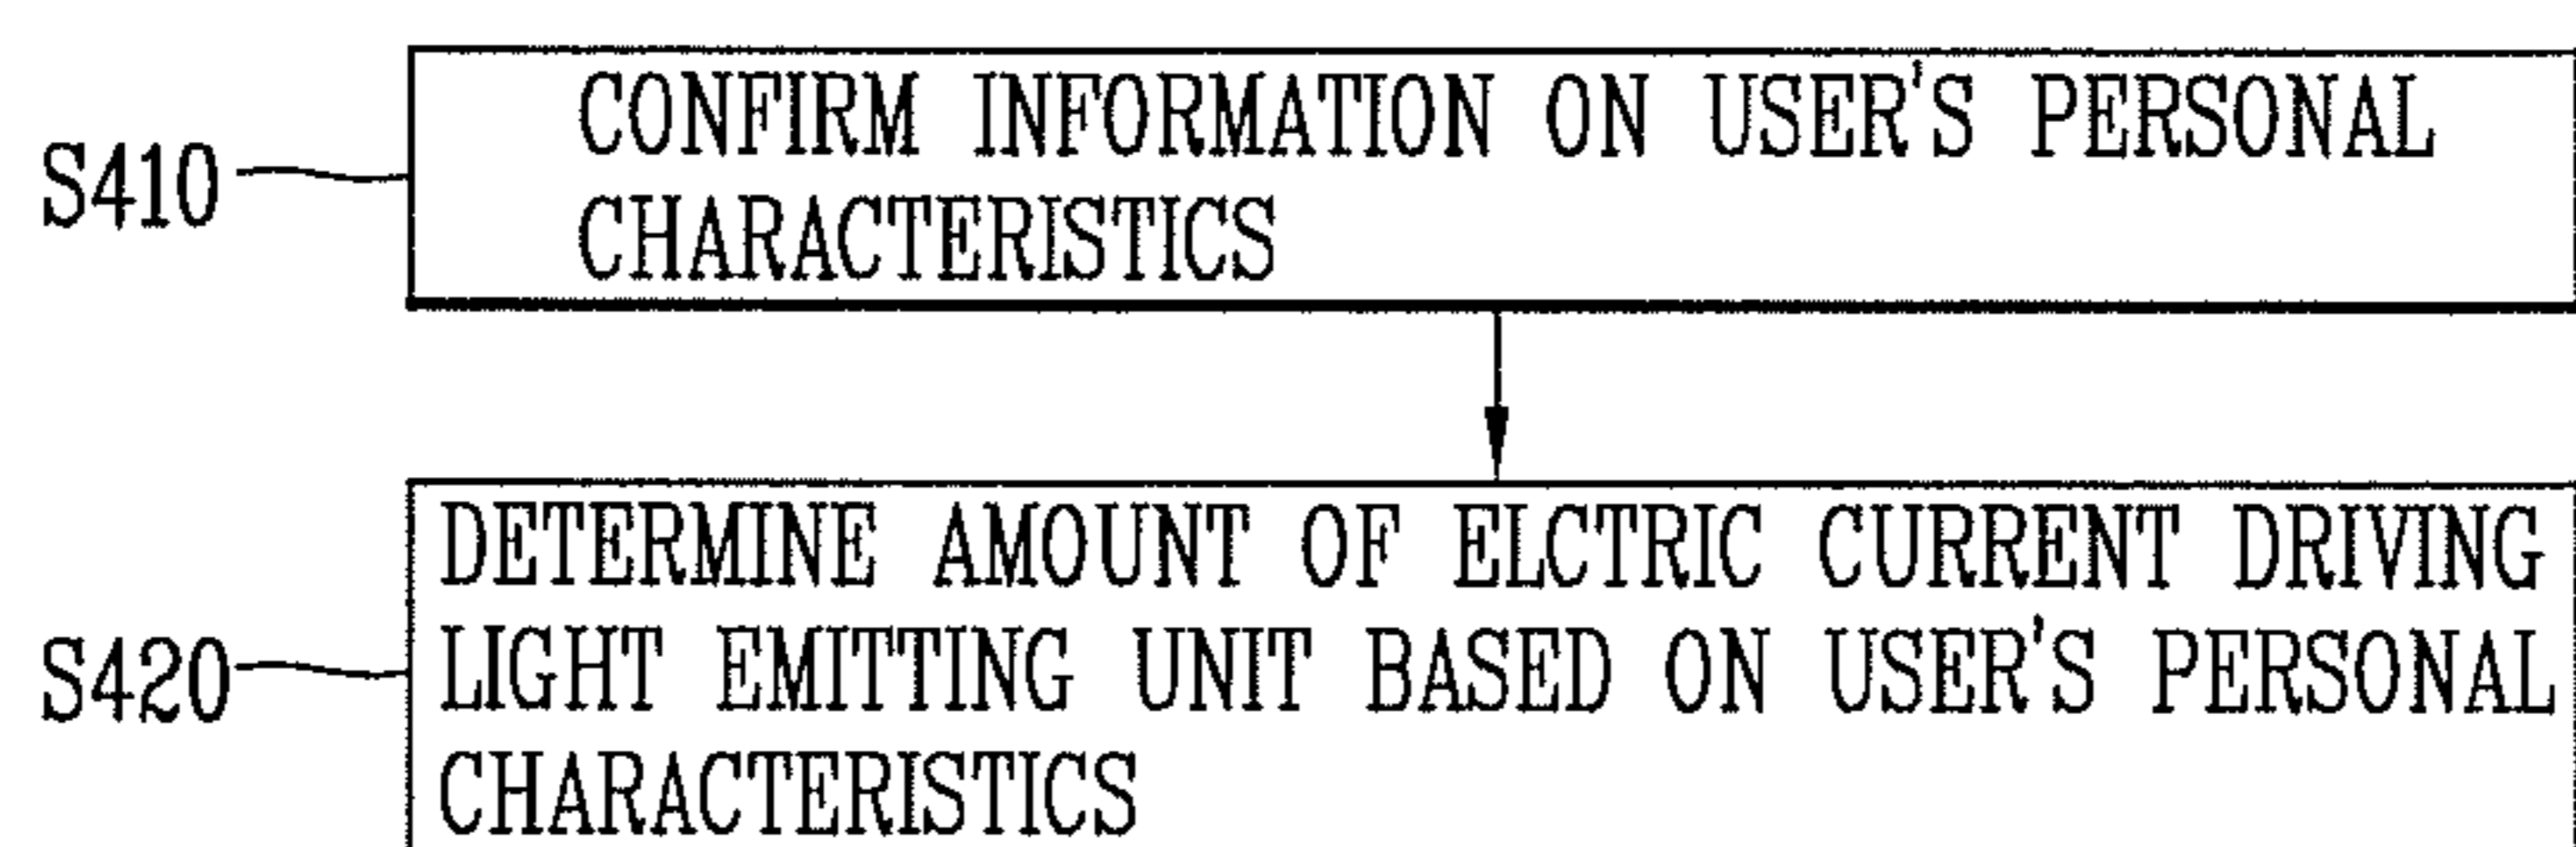 S410
CONFIRM INFORMATION ON USER'S PERSONAL
CHARACTERISTICS
S420
DETERMINE AMOUNT OF ELCTRIC CURRENT DRIVING
LIGHT EMITTING UNIT BASED ON USER'S PERSONAL
CHARACTERISTICS